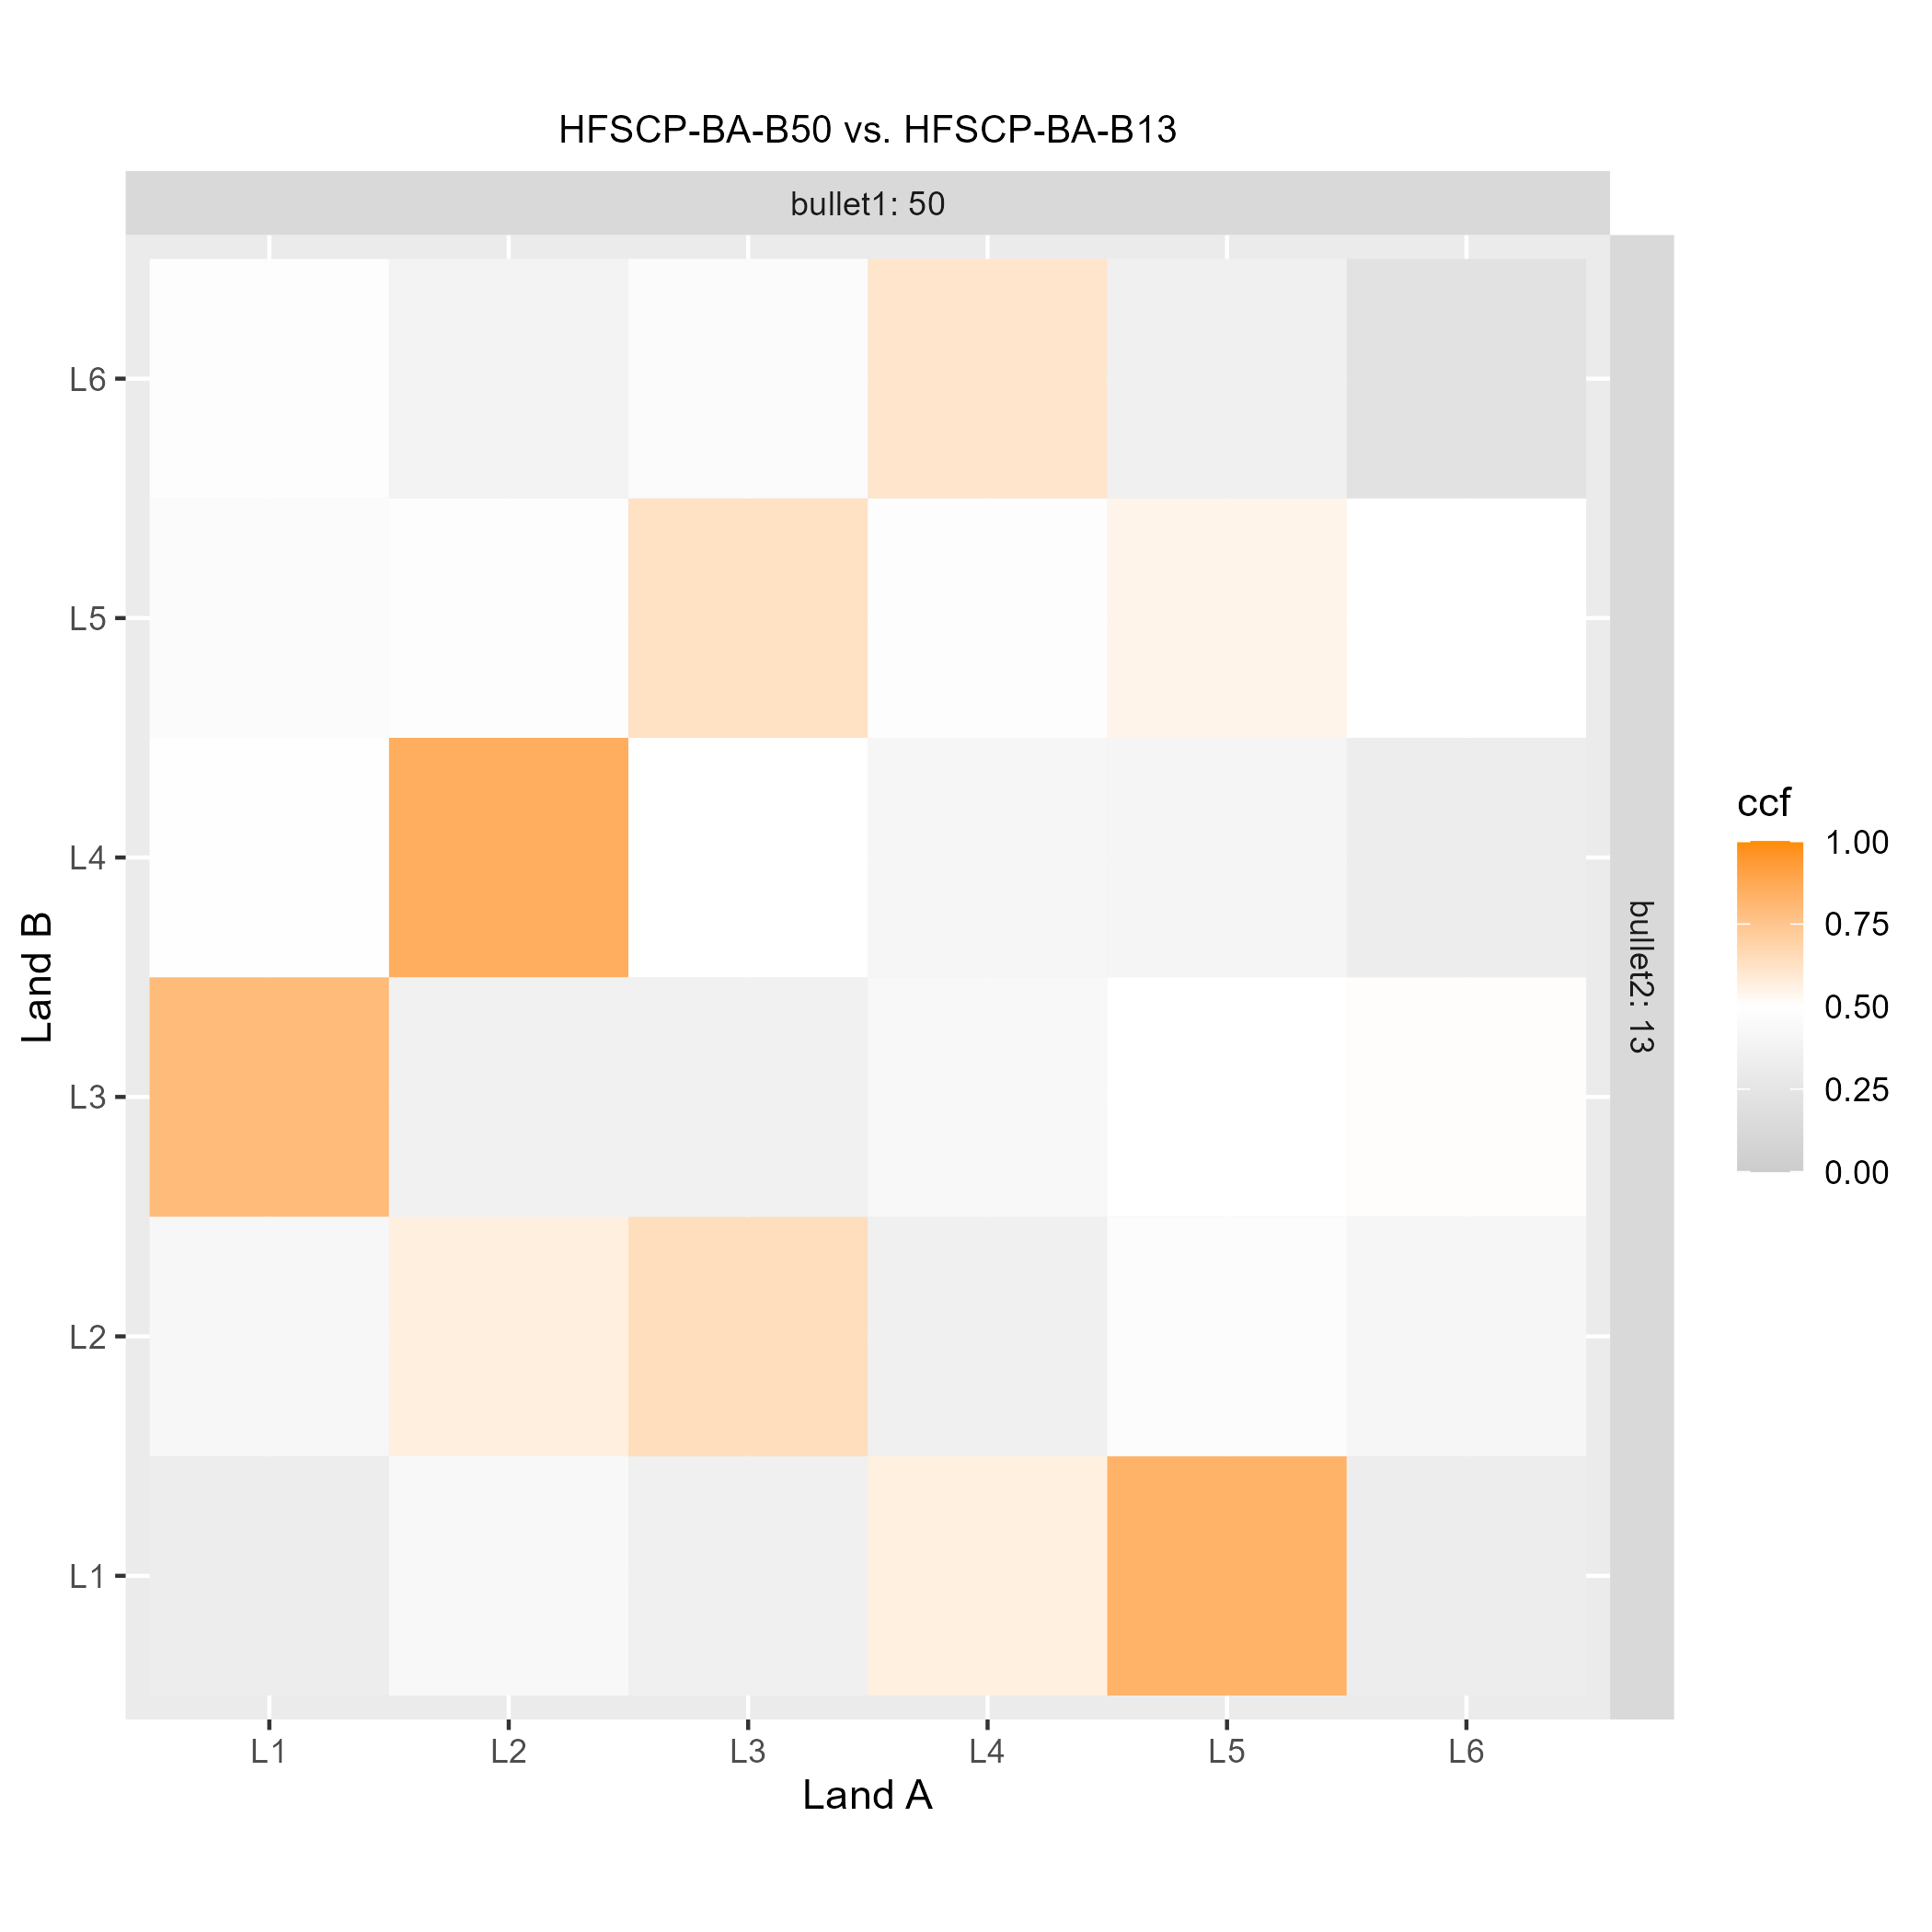 HFSCP-BA-B50 vs. HFSCP-BA-B13
bullet1: 50
L6
L5
L4
L3
L2
L1
Land B
L1 L2 L3 L4 L5 L6
Land A
bullet2: 13
ccf
1.00
0.75
0.50
0.25
0.00